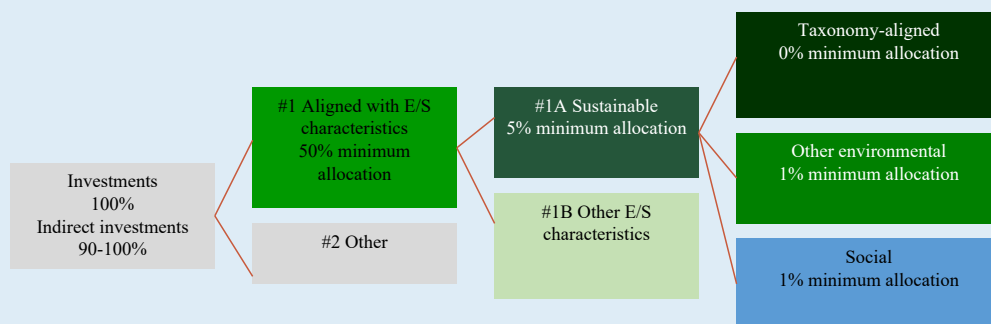 Investments
100%
Indirect investments
90-100%
#1 Aligned with E/S
characteristics
50% minimum
allocation
#2 Other
#1A Sustainable
5% minimum allocation
#1B Other E/S
characteristics
Taxonomy-aligned
0% minimum allocation
Other environmental
1% minimum allocation
Social
1% minimum allocation